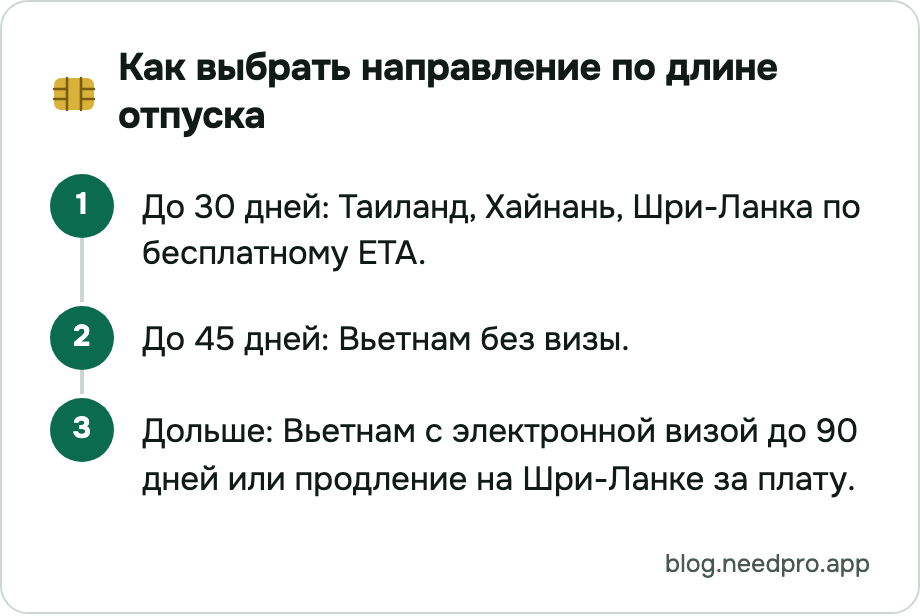 Как выбрать направление по длине
отпуска
1
До 30 дней: Таиланд, Хайнань, Шри-Ланка по
бесплатному ETA.
2
До 45 дней: Вьетнам без визы.
3
Дольше: Вьетнам с электронной визой до 90
дней или продление на Шри-Ланке за плату.
blog.needpro.app